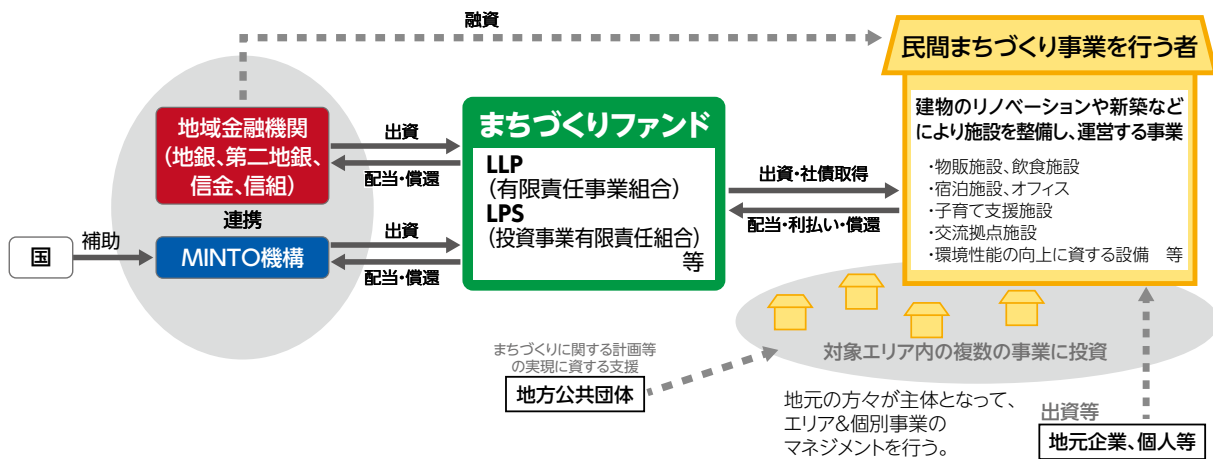 融資
民間まちづくり事業を行う者
建物のリノベーションや新築など
により施設を整備し、運営する事業
・物販施設、飲食施設
・宿泊施設、オフィス
・子育て支援施設
・交流拠点施設
・環境性能の向上に資する設備　等
地域金融機関
(地銀、第二地銀、
信金、信組)
連携
MINTO機構
国
補助
出資
配当・償還
出資
配当・償還
まちづくりファンド
LLP
(有限責任事業組合)
LPS
(投資事業有限責任組合)
等
出資・社債取得
配当・利払い・償還
対象エリア内の複数の事業に投資
まちづくりに関する計画等
の実現に資する支援
地方公共団体
地元の方々が主体となって、
エリア&個別事業の
マネジメントを行う。
出資等
地元企業、個人等